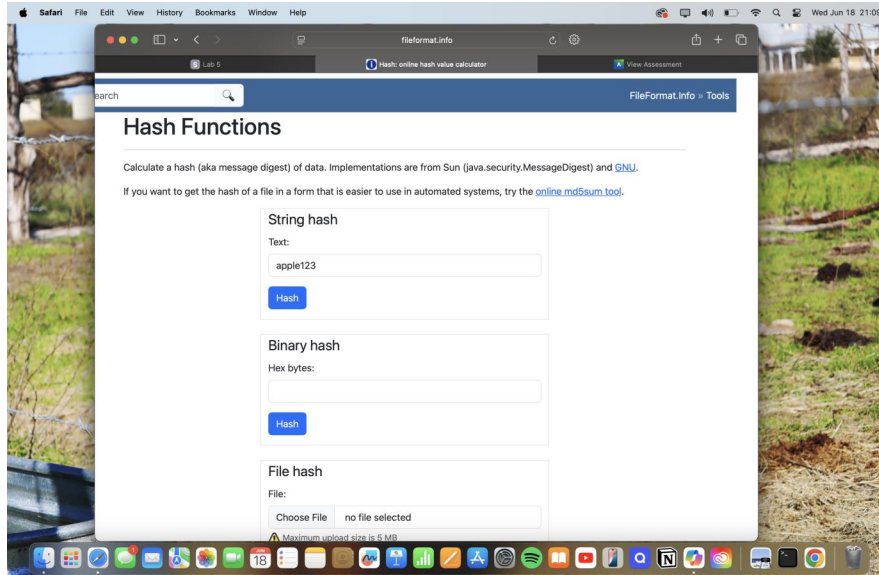 Safari File Edit View History Bookmarks Window Help
Wed Jun 18 21:09
fileformat.info
S Lab 5
Hash: online hash value calculator
View Assessment
earch
FileFormat.Info » Tools
Hash Functions
Calculate a hash (aka message digest) of data. Implementations are from Sun (java.security.MessageDigest) and GNU.
If you want to get the hash of a file in a form that is easier to use in automated systems, try the online md5sum tool.
String hash
Text:
apple123
Hash
Binary hash
Hex bytes:
Hash
File hash
File:
Choose File no file selected
Maximum upload size is 5 MB
JUN
18